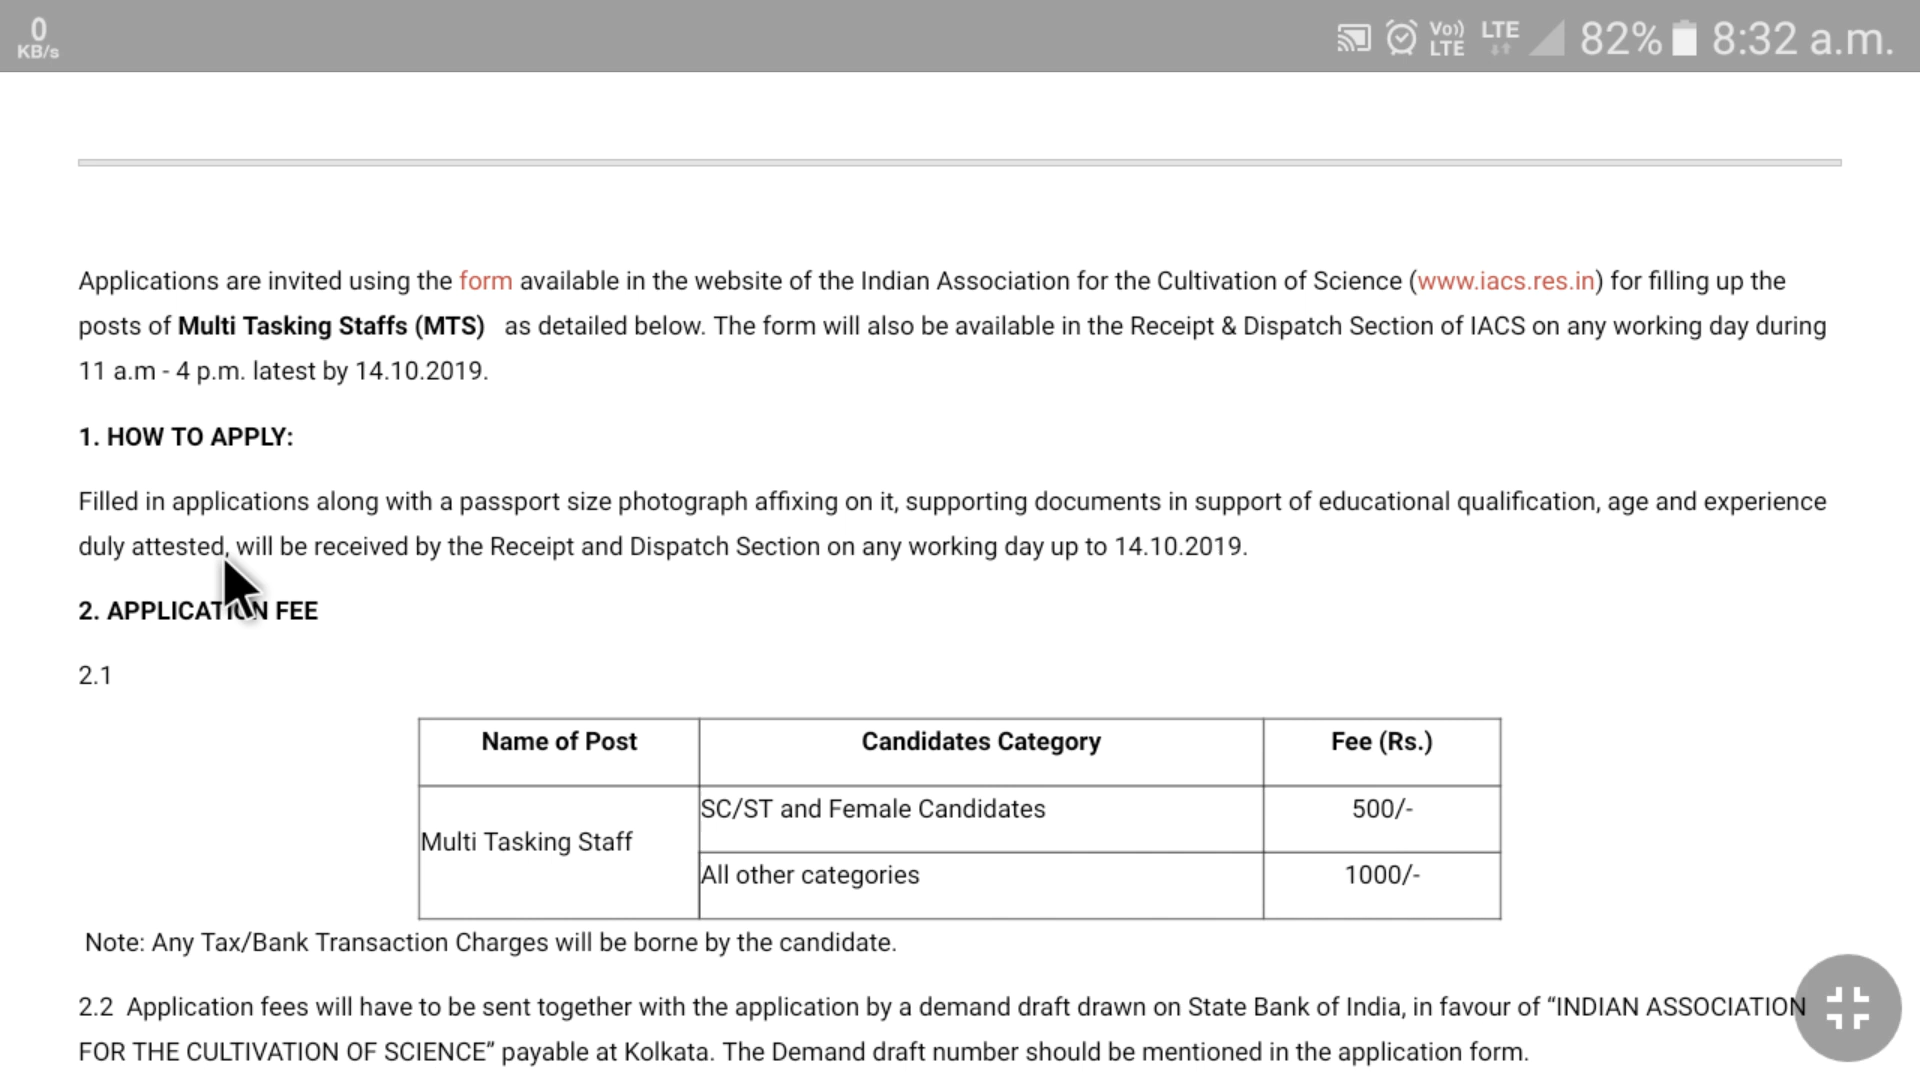 0
KB/s
Vo))
LTE
LTE
82% 8:32 a.m.
Applications are invited using the form available in the website of the Indian Association for the Cultivation of Science (www.iacs.res.in) for filling up the
posts of Multi Tasking Staffs (MTS) as detailed below. The form will also be available in the Receipt & Dispatch Section of IACS on any working day during
11 a.m - 4 p.m. latest by 14.10.2019.
1. HOW TO APPLY:
Filled in applications along with a passport size photograph affixing on it, supporting documents in support of educational qualification, age and experience
duly attested, will be received by the Receipt and Dispatch Section on any working day up to 14.10.2019.
2. APPLICATION FEE
2.1
Name of Post Candidates Category Fee (Rs.)
SC/ST and Female Candidates 500/-
Multi Tasking Staff
All other categories 1000/-
Note: Any Tax/Bank Transaction Charges will be borne by the candidate.
2.2 Application fees will have to be sent together with the application by a demand draft drawn on State Bank of India, in favour of “INDIAN ASSOCIATION
FOR THE CULTIVATION OF SCIENCE” payable at Kolkata. The Demand draft number should be mentioned in the application form.